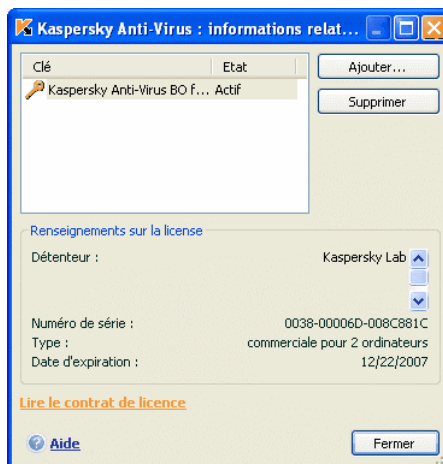 Kaspersky Anti-Virus : informations relat...
Clé Etat
Kaspersky Anti-Virus BO f... Actif
Ajouter...
Supprimer
Renseignements sur la license
Détenteur : Kaspersky Lab
Numéro de série : 0038-00006D-008C881C
Type : commerciale pour 2 ordinateurs
Date d'expiration : 12/22/2007
Lire le contrat de licence
Aide
Fermer